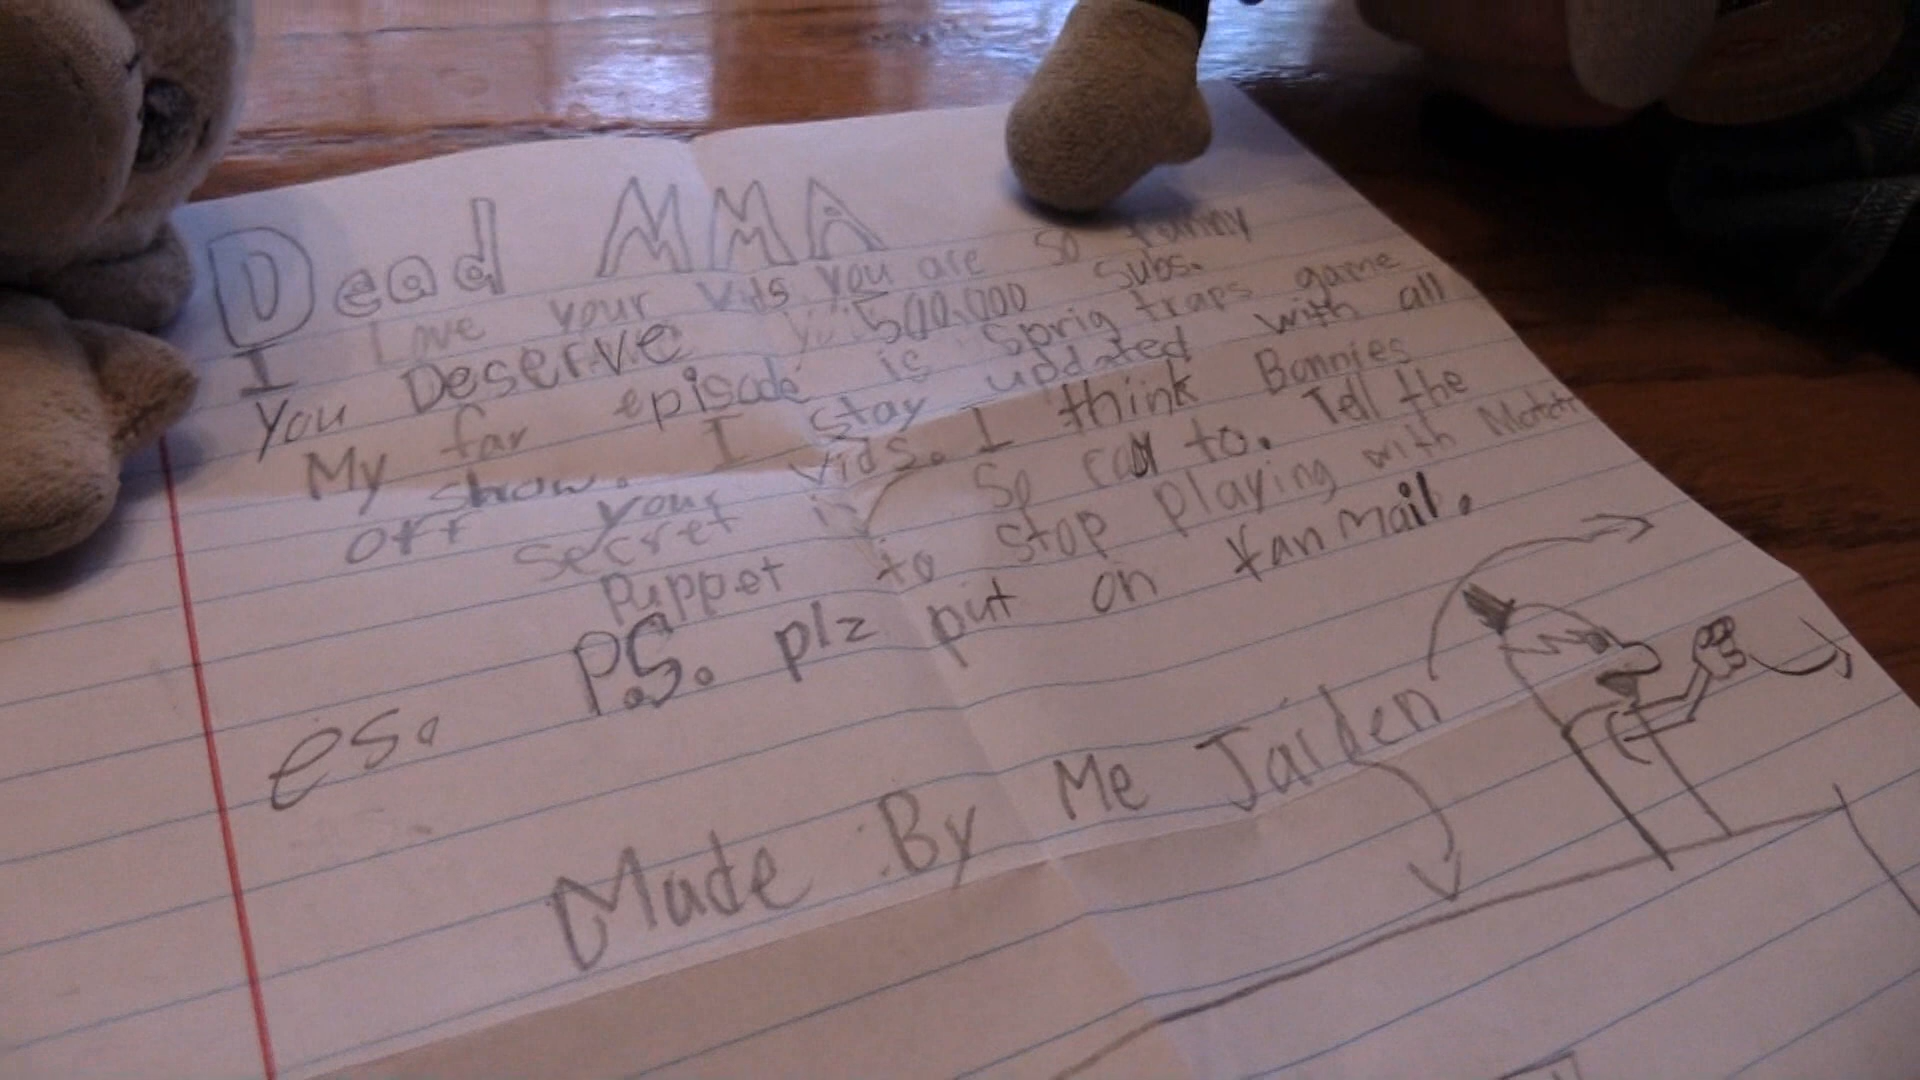 Dead MMA
I Love your vids you are so funny
You Deserve 500.000 subs.
My fav episode is Sprig traps game
off show. I stay updated with all
your vids. I think Bonnies
secret is so to. Tell the
Puppet to stop playing with Match
es. P.S. plz put on fan mail.
Made By Me Jaiden